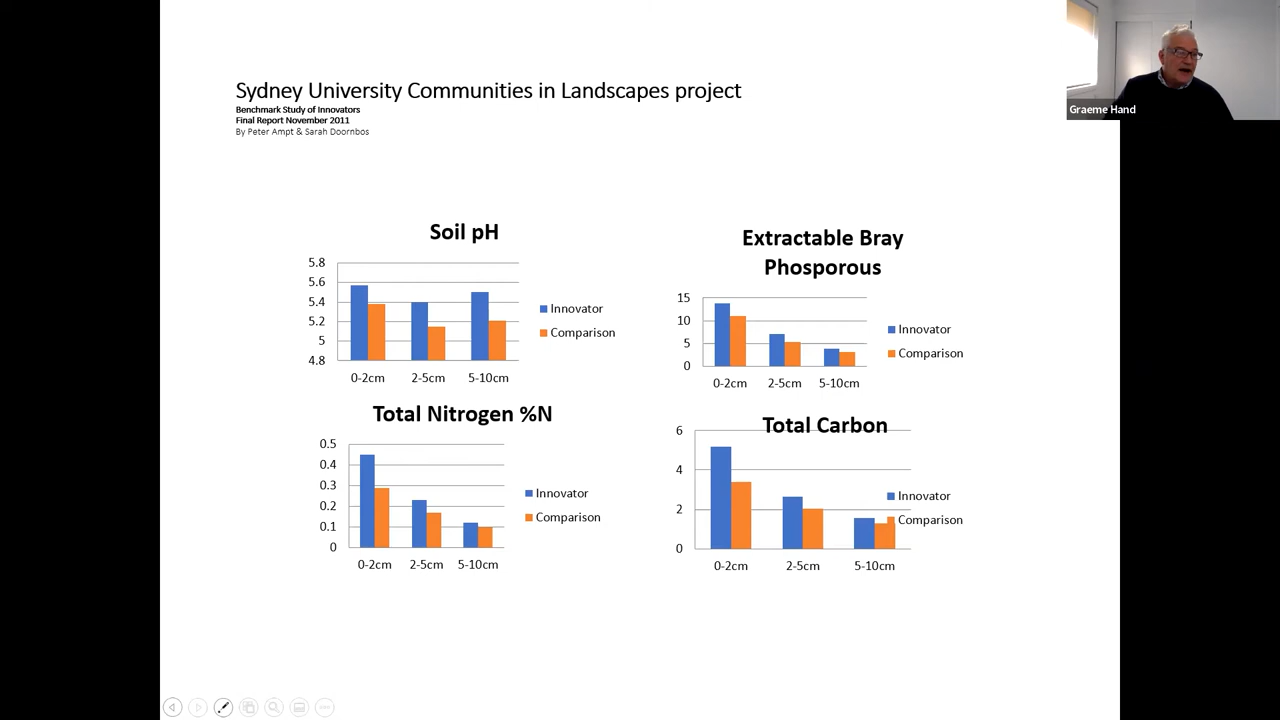 Sydney University Communities in Landscapes project
Benchmark Study of Innovators
Final Report November 2011
By Peter Ampt & Sarah Doornbos
Graeme Hand
Soil pH
5.8
5.6
5.4
5.2
5
4.8
0-2cm 2-5cm 5-10cm
Innovator
Comparison
Extractable Bray
Phosporous
15
10
5
0
0-2cm 2-5cm 5-10cm
Innovator
Comparison
Total Nitrogen %N
0.5
0.4
0.3
0.2
0.1
0
0-2cm 2-5cm 5-10cm
Innovator
Comparison
Total Carbon
6
4
2
0
0-2cm 2-5cm 5-10cm
Innovator
Comparison